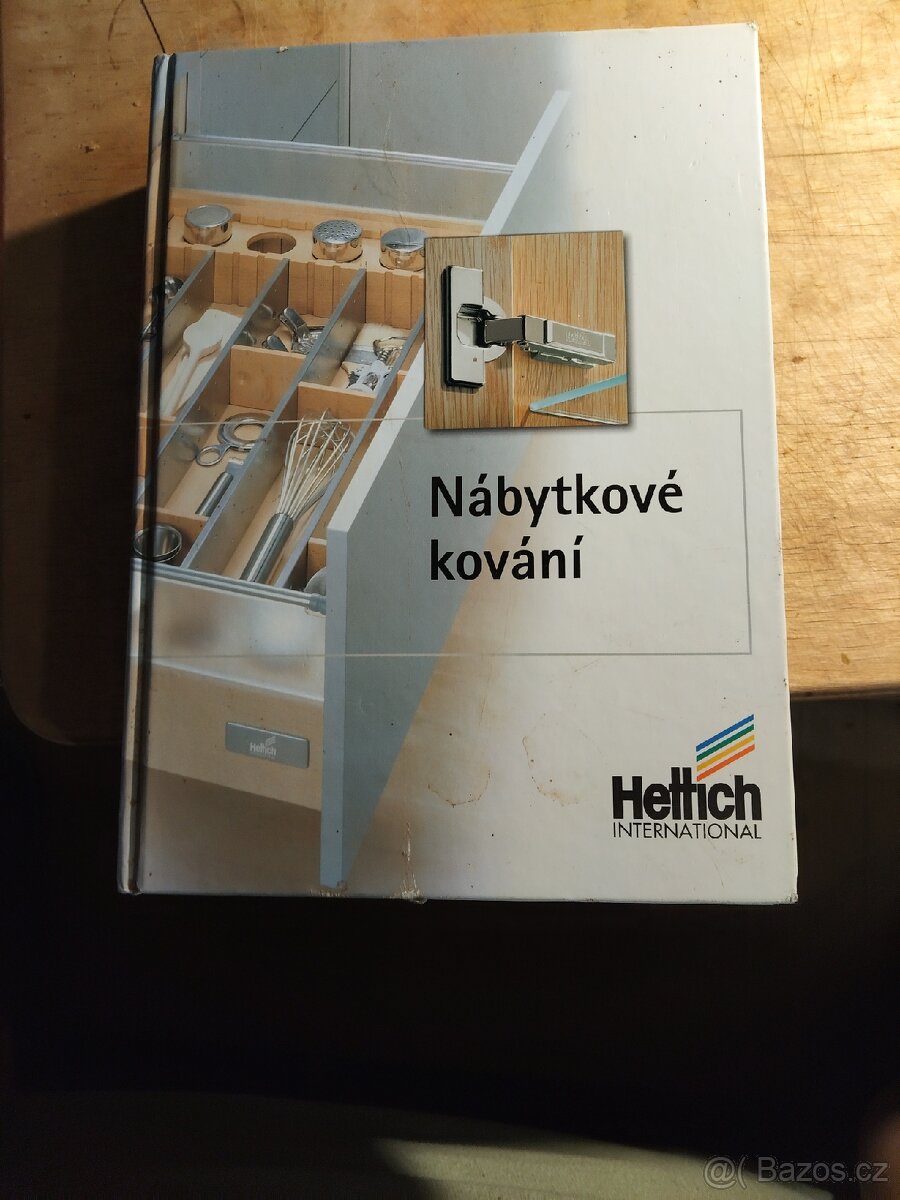 Nábytkové
kování
Hettich
Hettich
INTERNATIONAL
@( Bazos.cz